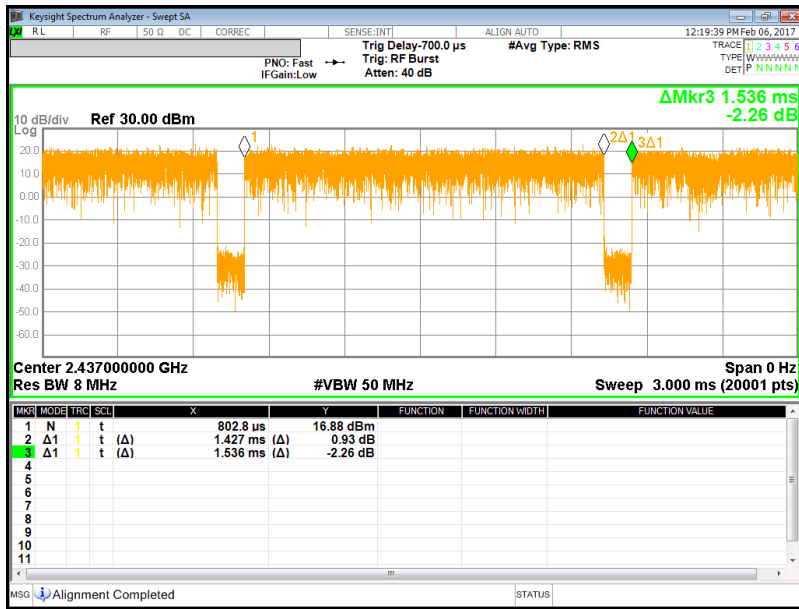 Keysight Spectrum Analyzer - Swept SA
LXI RL RF 50 Ω DC CORREC SENSE:INT ALIGN AUTO 12:19:39 PM Feb 06, 2017
Trig Delay-700.0 µs #Avg Type: RMS TRACE 1 2 3 4 5 6
PNO: Fast Trig: RF Burst TYPE WWWWWW
IFGain:Low Atten: 40 dB DET P N N N N N
ΔMkr3 1.536 ms
-2.26 dB
10 dB/div Ref 30.00 dBm
Log
1
2Δ1
3Δ1
20.0
10.0
0.00
-10.0
-20.0
-30.0
-40.0
-50.0
-60.0
Center 2.437000000 GHz Span 0 Hz
Res BW 8 MHz #VBW 50 MHz Sweep 3.000 ms (20001 pts)
MKR MODE TRC SCL X Y FUNCTION FUNCTION WIDTH FUNCTION VALUE
1 N 1 t 802.8 µs 16.88 dBm
2 Δ1 1 t (Δ) 1.427 ms (Δ) 0.93 dB
3 Δ1 1 t (Δ) 1.536 ms (Δ) -2.26 dB
4
5
6
7
8
9
10
11
MSG Alignment Completed STATUS